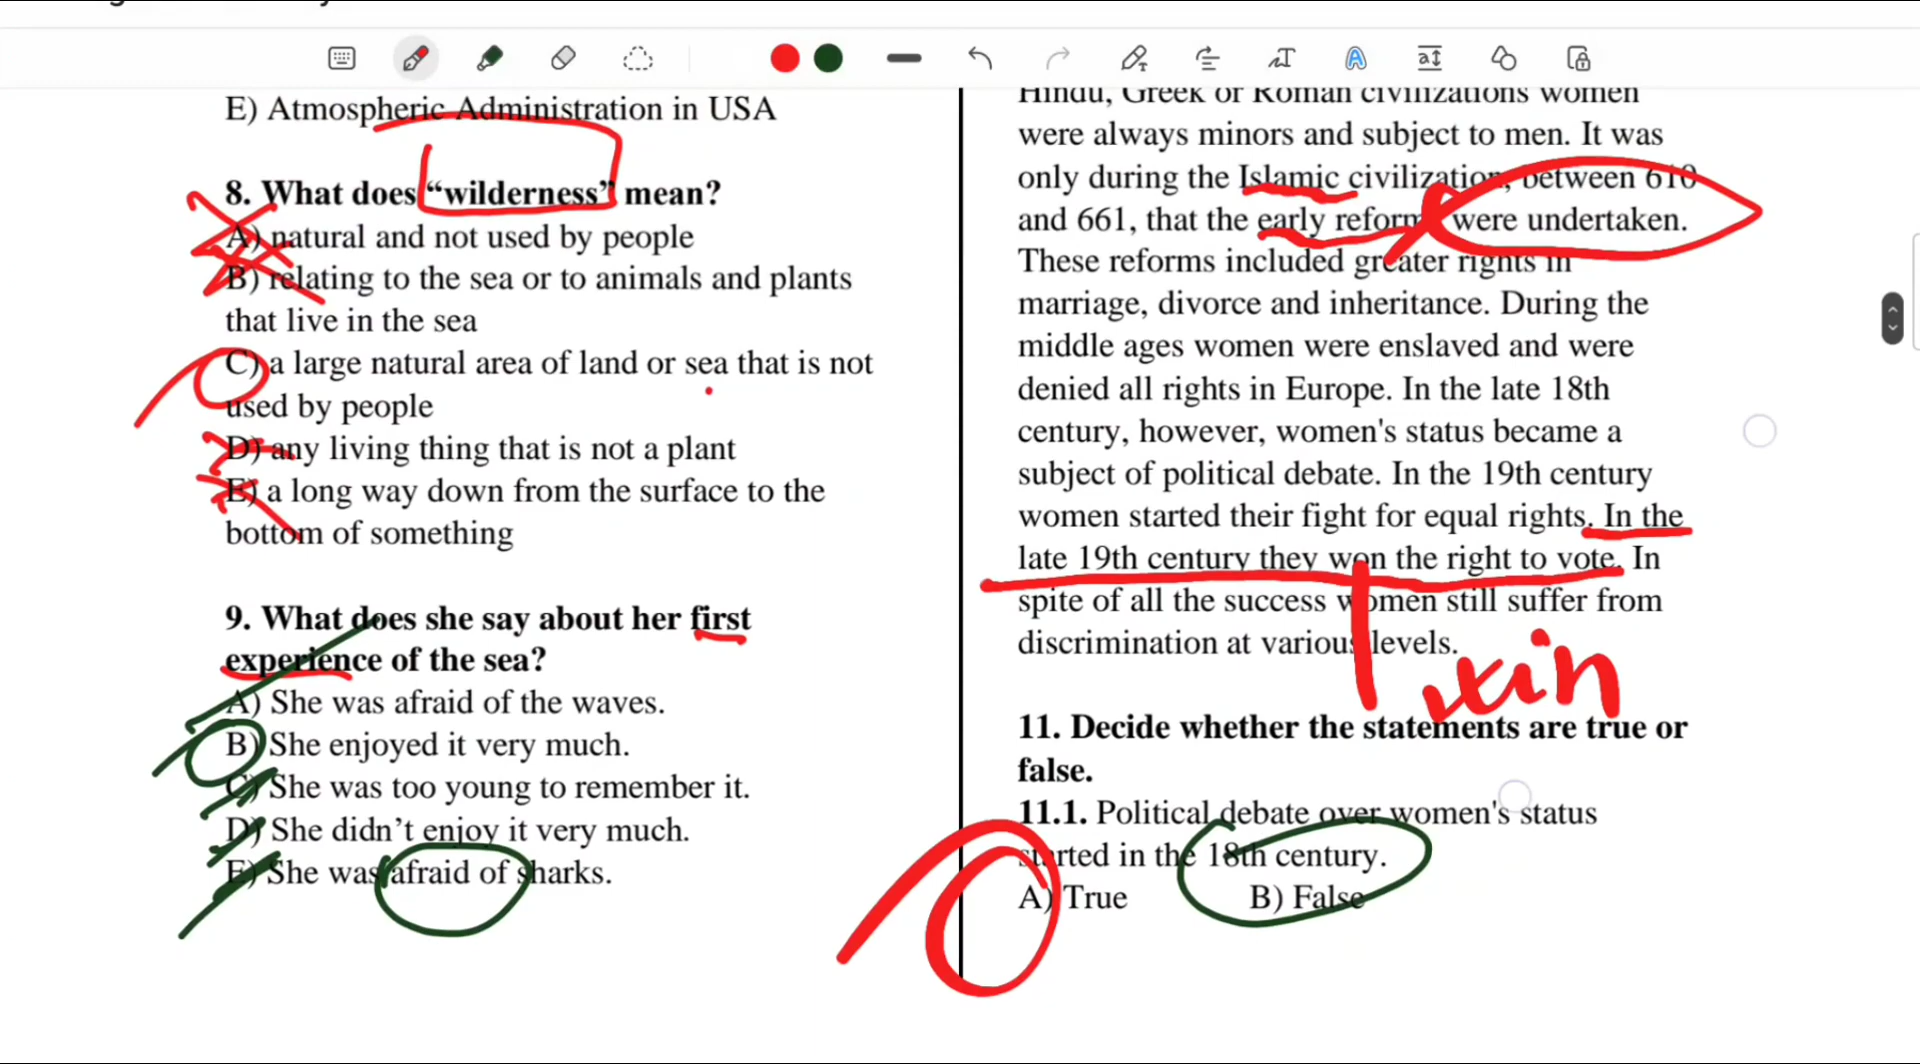 E) Atmospheric Administration in USA
8. What does “wilderness” mean?
A) natural and not used by people
B) relating to the sea or to animals and plants
that live in the sea
C) a large natural area of land or sea that is not
used by people
D) any living thing that is not a plant
E) a long way down from the surface to the
bottom of something
9. What does she say about her first
experience of the sea?
A) She was afraid of the waves.
B) She enjoyed it very much.
C) She was too young to remember it.
D) She didn’t enjoy it very much.
E) She was afraid of sharks.
Hindu, Greek or Roman civilizations women
were always minors and subject to men. It was
only during the Islamic civilization, between 610
and 661, that the early reforms were undertaken.
These reforms included greater rights in
marriage, divorce and inheritance. During the
middle ages women were enslaved and were
denied all rights in Europe. In the late 18th
century, however, women's status became a
subject of political debate. In the 19th century
women started their fight for equal rights. In the
late 19th century they won the right to vote. In
spite of all the success women still suffer from
discrimination at various levels.
11. Decide whether the statements are true or
false.
11.1. Political debate over women's status
started in the 18th century.
A) True B) False